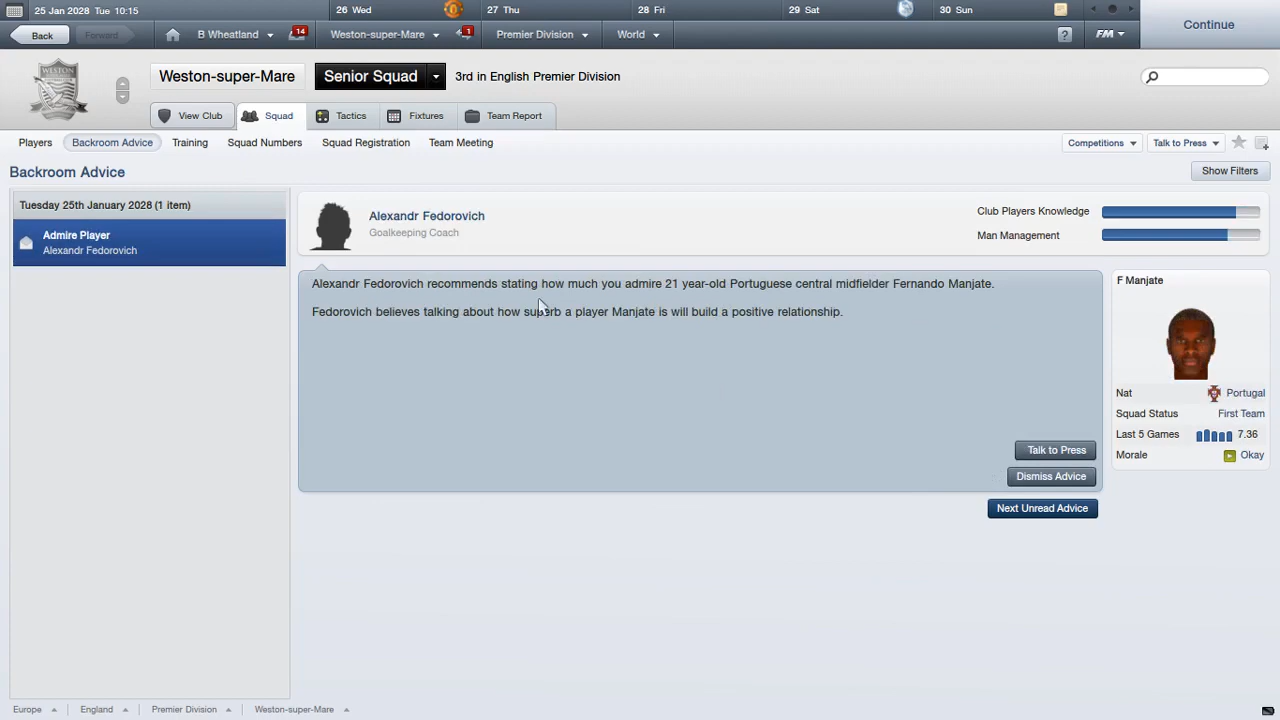 25 Jan 2028 Tue 10:15
26 Wed
27 Thu
28 Fri
29 Sat
30 Sun
Continue
Back
Forward
B Wheatland
14
Weston-super-Mare
1
Premier Division
World
?
FM
WESTON
Weston-super-Mare
Senior Squad
3rd in English Premier Division
View Club
Squad
Tactics
Fixtures
Team Report
Players
Backroom Advice
Training
Squad Numbers
Squad Registration
Team Meeting
Competitions
Talk to Press
Backroom Advice
Show Filters
Tuesday 25th January 2028 (1 item)
Admire Player
Alexandr Fedorovich
Alexandr Fedorovich
Goalkeeping Coach
Club Players Knowledge
Man Management
Alexandr Fedorovich recommends stating how much you admire 21 year-old Portuguese central midfielder Fernando Manjate.
Fedorovich believes talking about how superb a player Manjate is will build a positive relationship.
Talk to Press
Dismiss Advice
Next Unread Advice
F Manjate
Nat Portugal
Squad Status First Team
Last 5 Games 7.36
Morale Okay
Europe
England
Premier Division
Weston-super-Mare